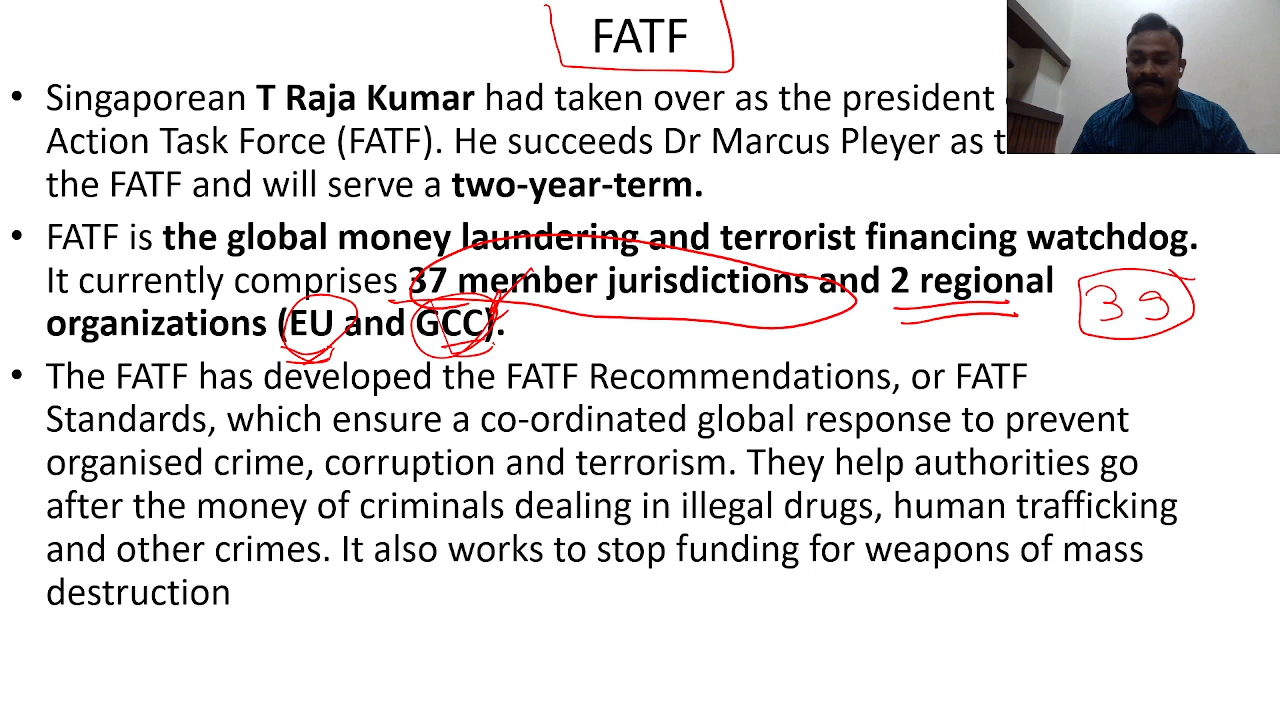 FATF
• Singaporean T Raja Kumar had taken over as the president
Action Task Force (FATF). He succeeds Dr Marcus Pleyer as
the FATF and will serve a two-year-term.
• FATF is the global money laundering and terrorist financing watchdog.
It currently comprises 37 member jurisdictions and 2 regional
organizations (EU and GCC).
39
• The FATF has developed the FATF Recommendations, or FATF
Standards, which ensure a co-ordinated global response to prevent
organised crime, corruption and terrorism. They help authorities go
after the money of criminals dealing in illegal drugs, human trafficking
and other crimes. It also works to stop funding for weapons of mass
destruction